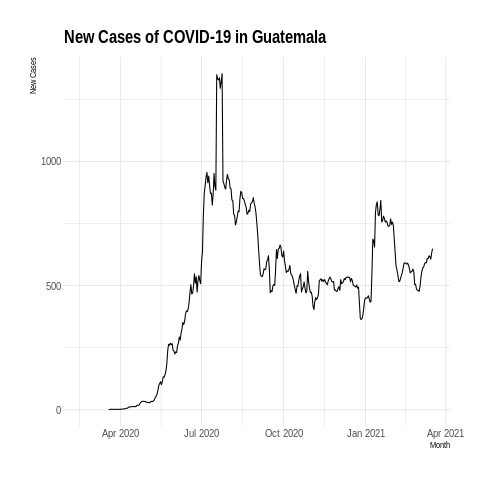 New Cases of COVID-19 in Guatemala
New Cases
1000
500
0
Apr 2020
Jul 2020
Oct 2020
Jan 2021
Apr 2021
Month